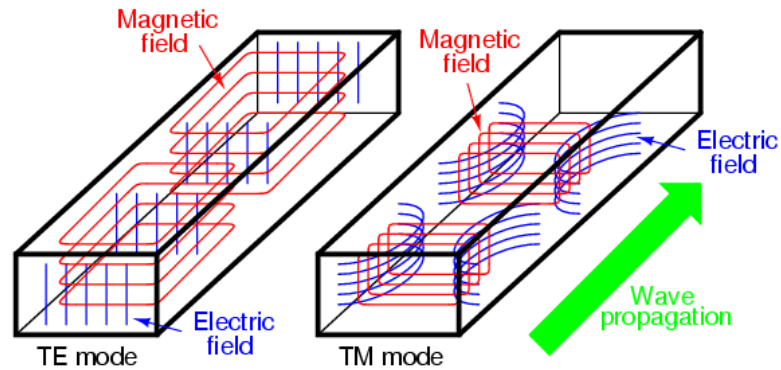 Magnetic
field
Magnetic
field
Electric
field
Electric
field
Wave
propagation
TE mode
TM mode